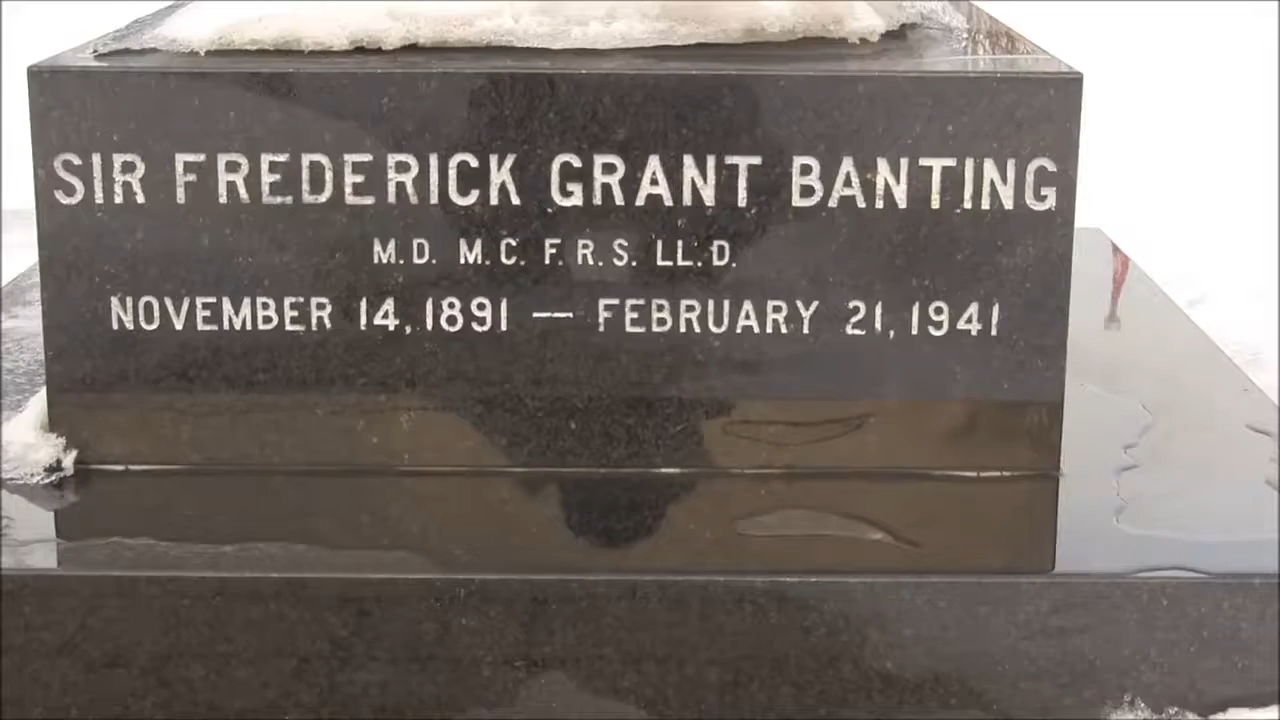 SIR FREDERICK GRANT BANTING
M.D. M.C. F.R.S. LL.D.
NOVEMBER 14, 1891 — FEBRUARY 21, 1941